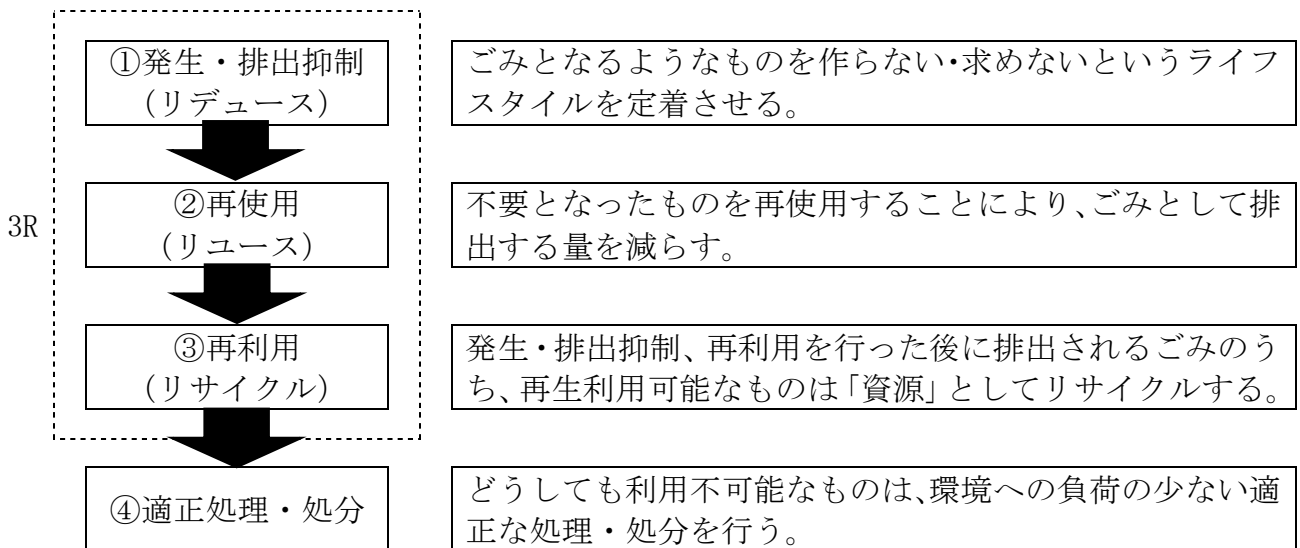 ①発生・排出抑制
(リデュース)
ごみとなるようなものを作らない・求めないというライフ
スタイルを定着させる。
3R
②再使用
(リユース)
不要となったものを再使用することにより、ごみとして排
出する量を減らす。
③再利用
(リサイクル)
発生・排出抑制、再利用を行った後に排出されるごみのう
ち、再生利用可能なものは「資源」としてリサイクルする。
④適正処理・処分
どうしても利用不可能なものは、環境への負荷の少ない適
正な処理・処分を行う。